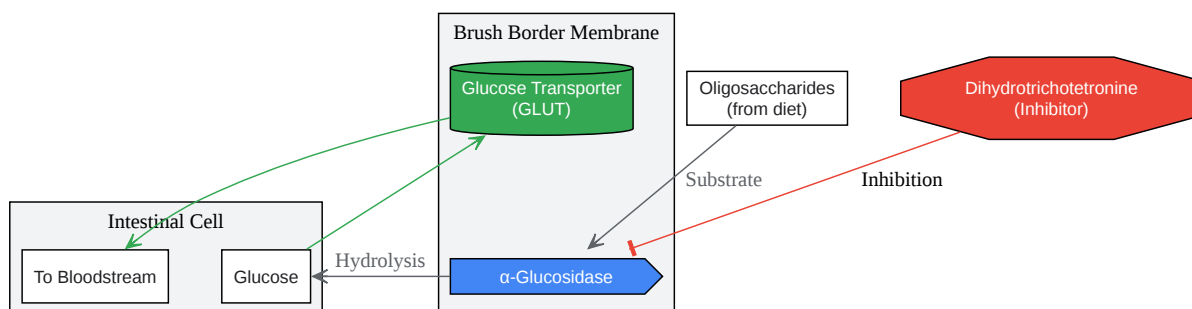 Brush Border Membrane
Glucose Transporter
(GLUT)
Oligosaccharides
(from diet)
Dihydrotrichotetronine
(Inhibitor)
Substrate
Inhibition
Intestinal Cell
To Bloodstream
Glucose
Hydrolysis
α-Glucosidase